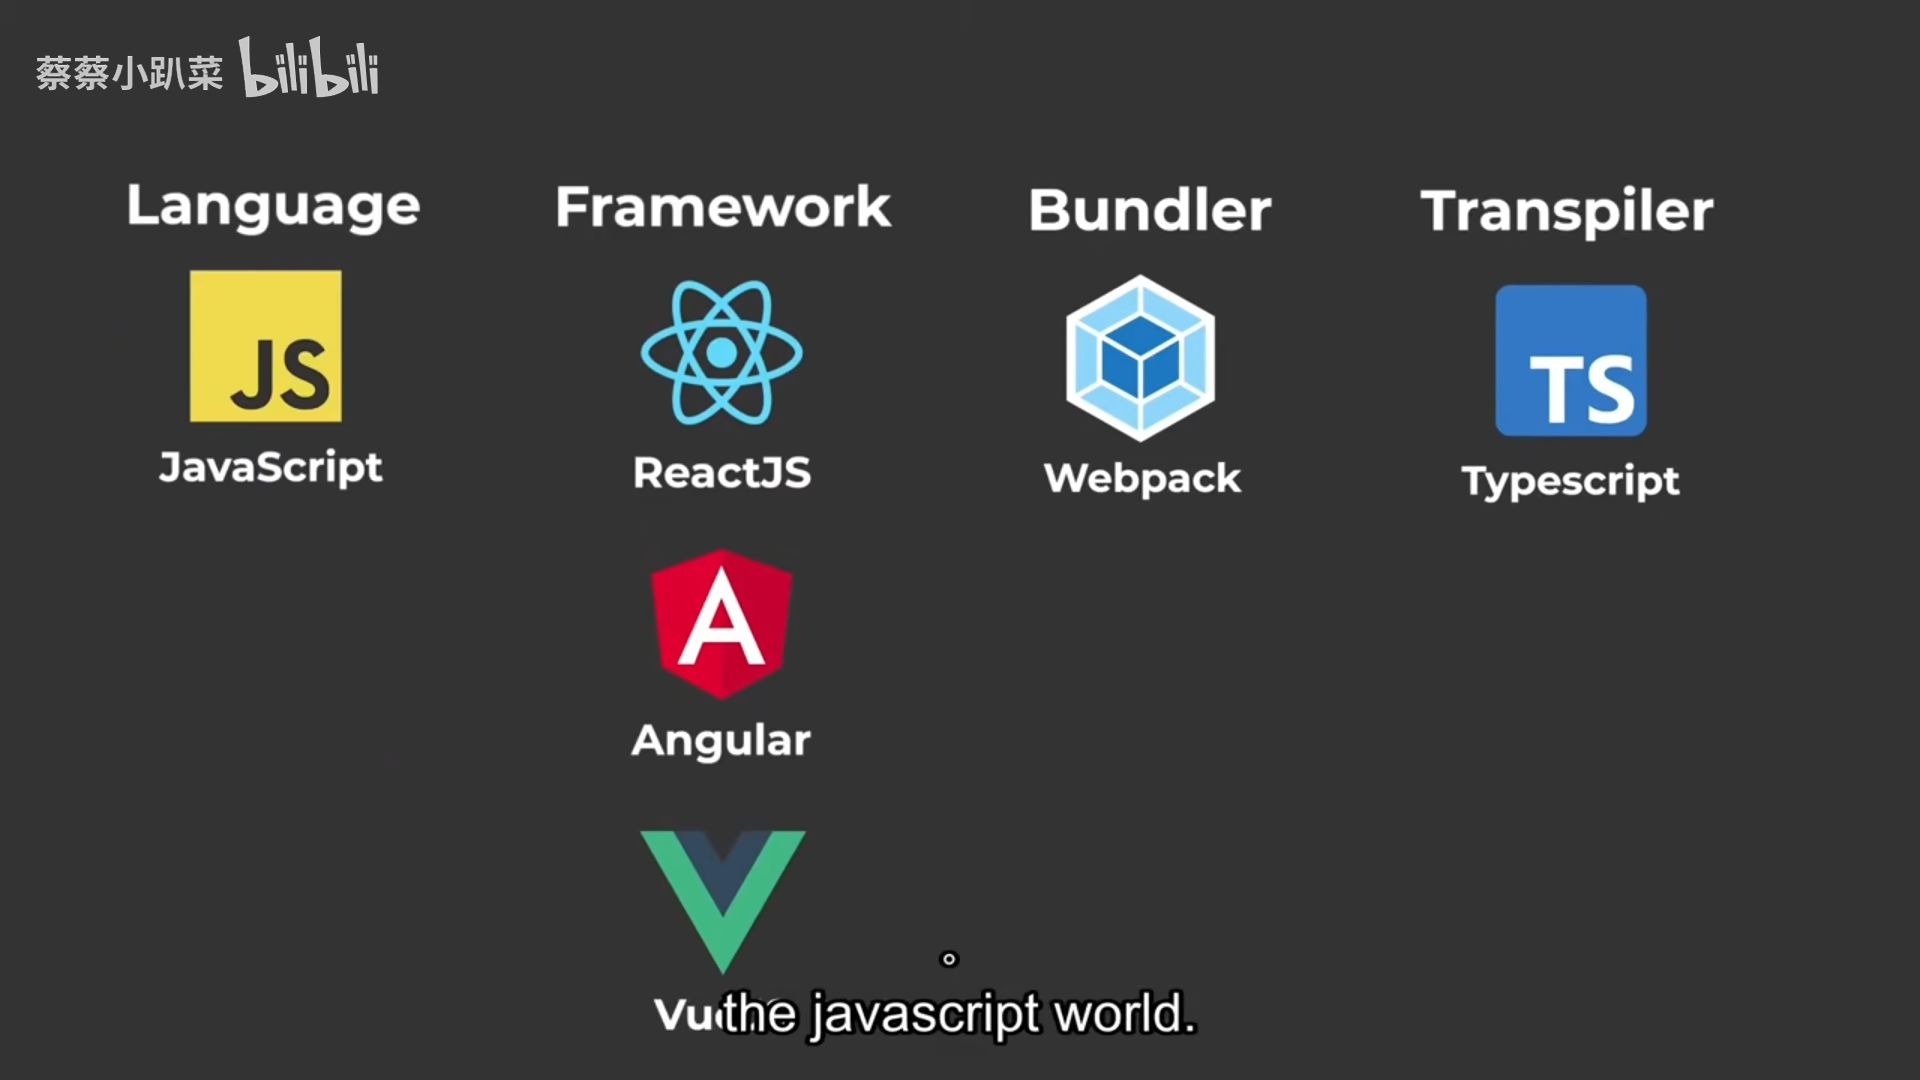 蔡蔡小趴菜 bilibili
Language Framework Bundler Transpiler
JS
TS
JavaScript ReactJS Webpack Typescript
A
Angular
。
the javascript world.